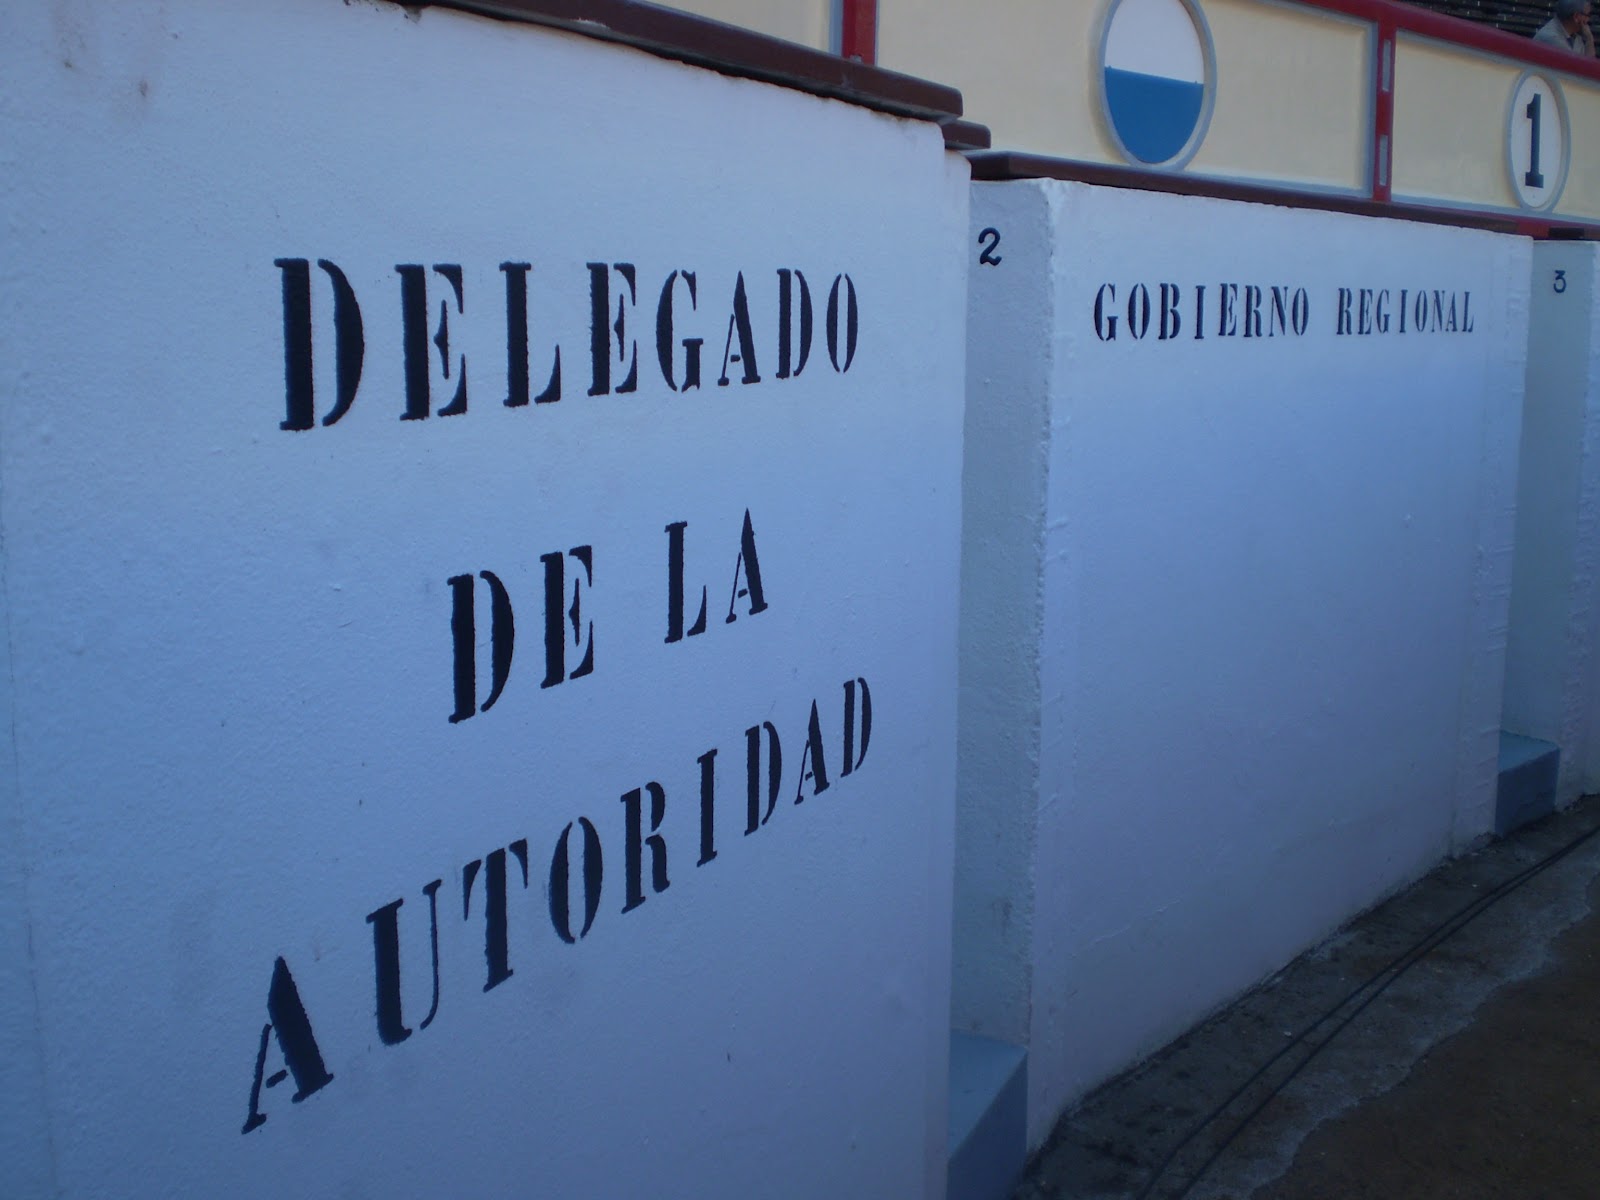 DELEGADO
DE LA
AUTORIDAD
2
GOBIERNO REGIONAL
3
1